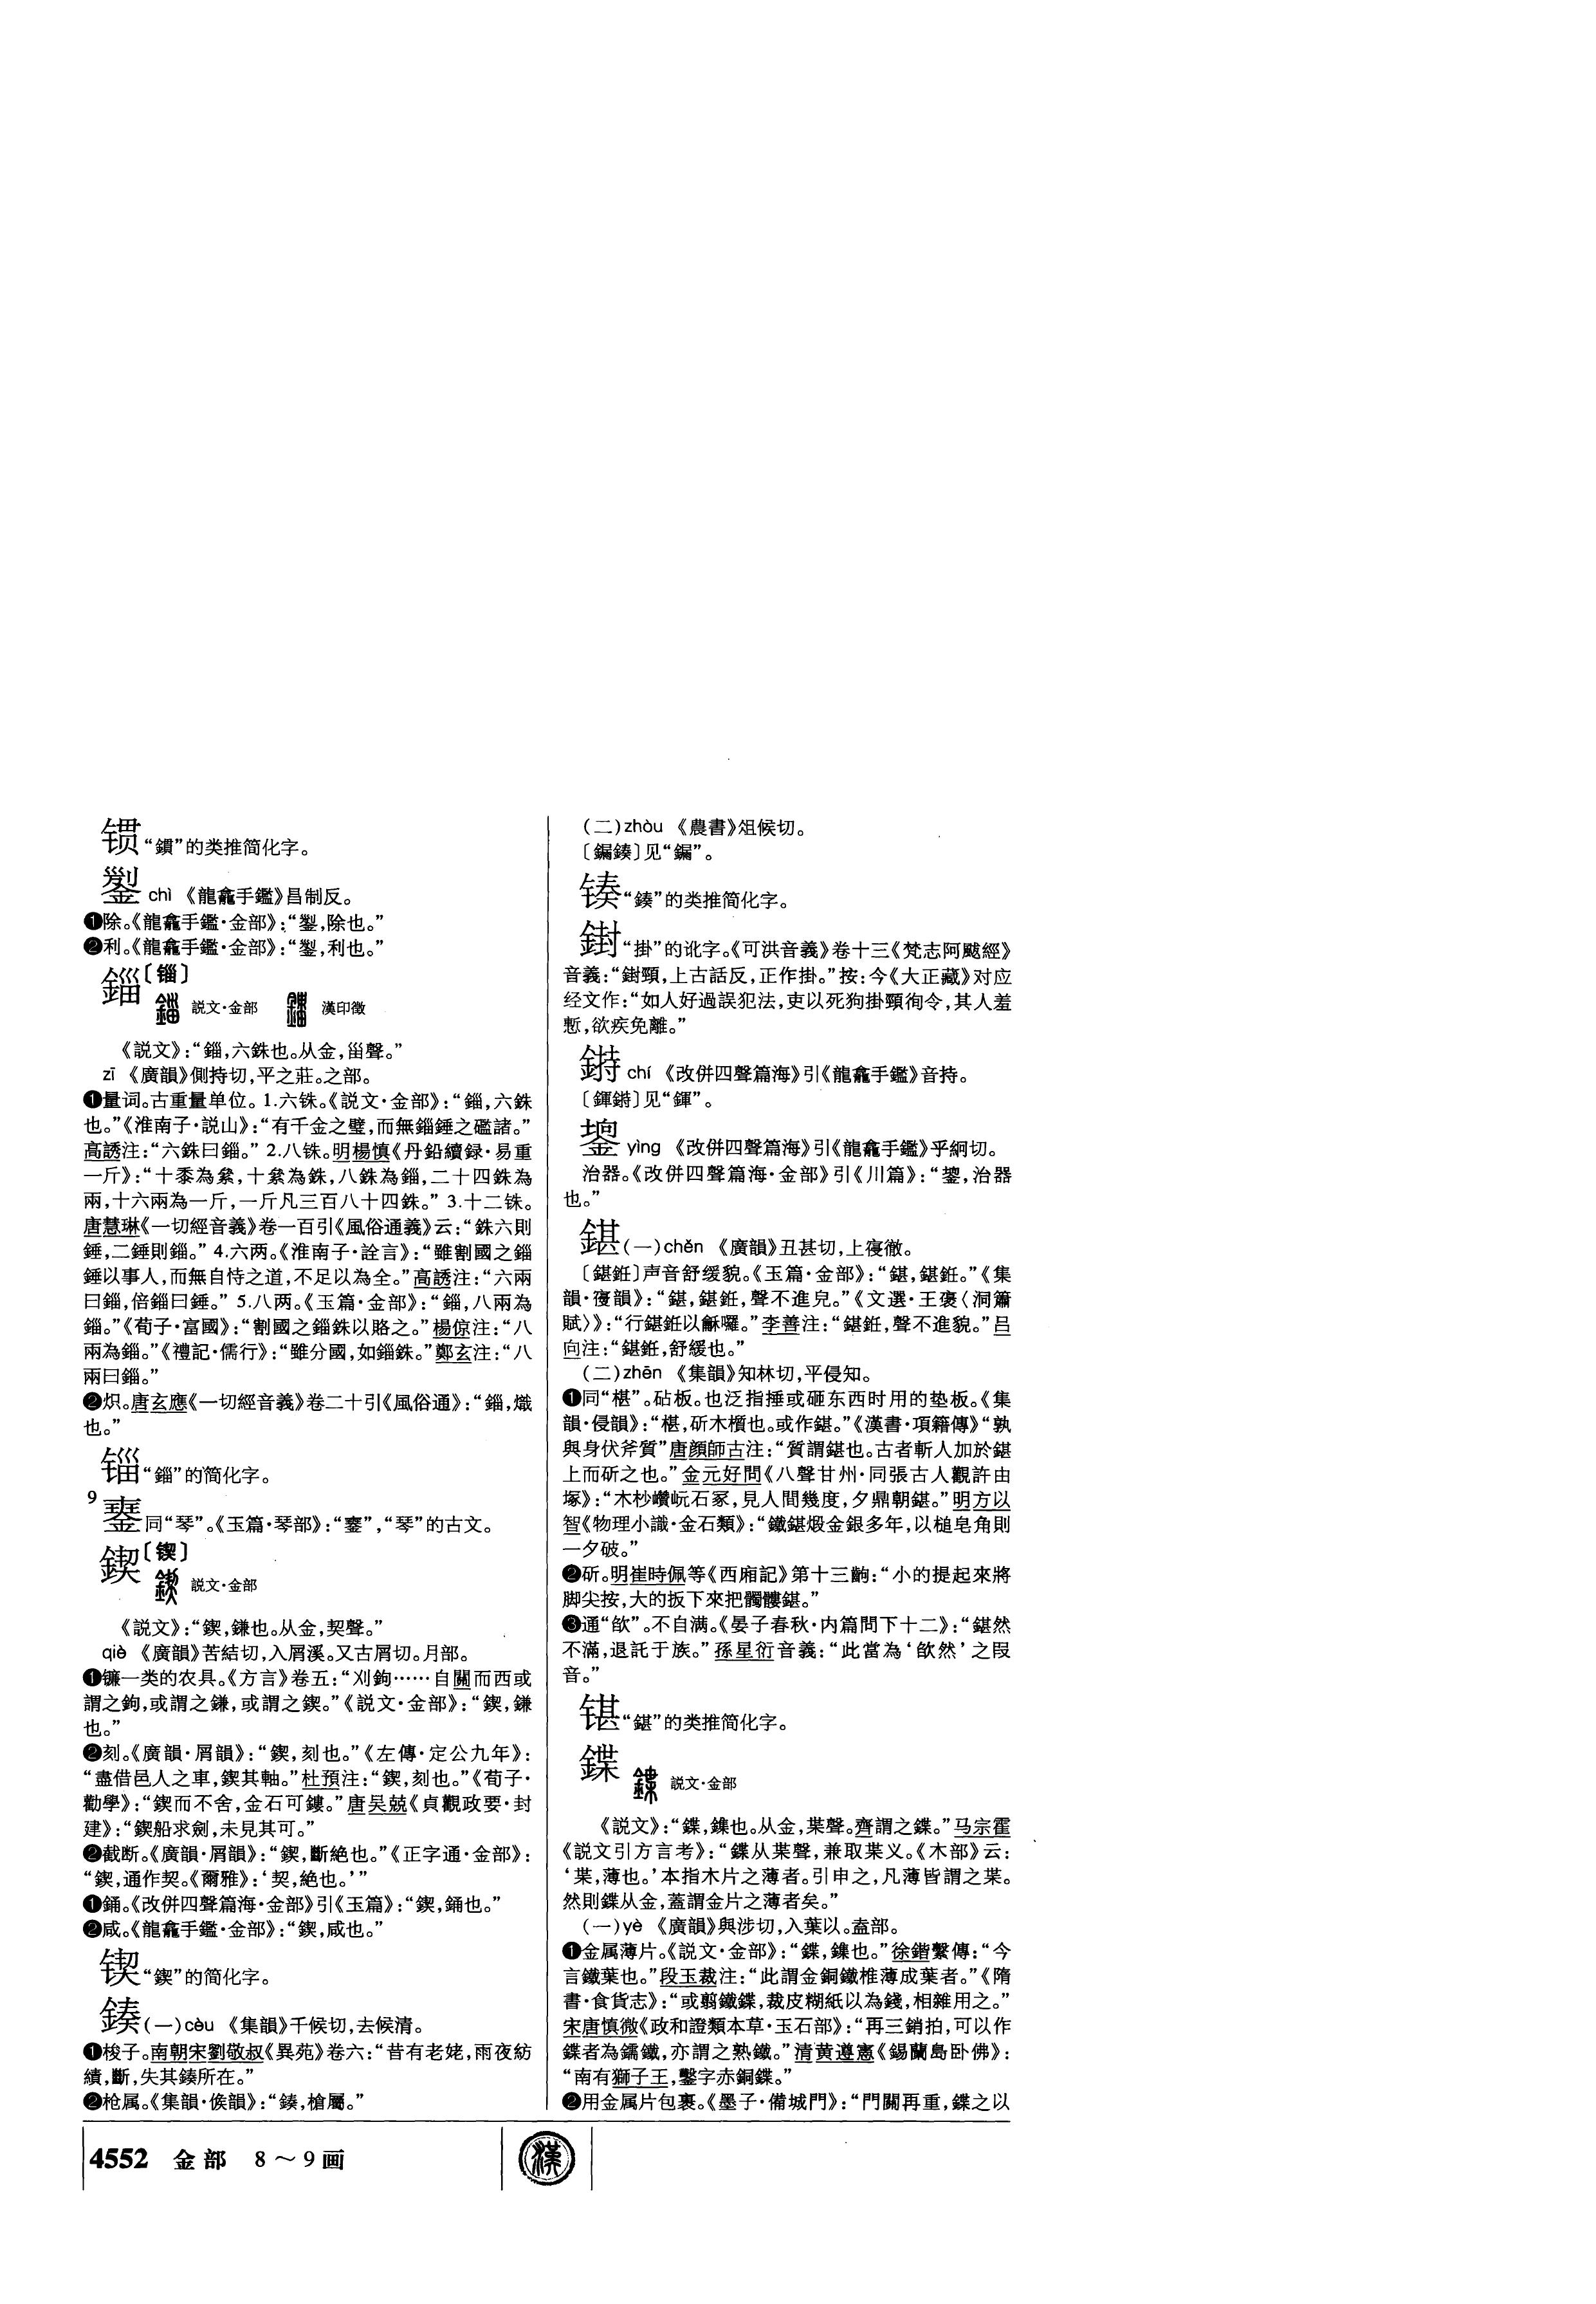 “鑎”的类推简化字。
chì 《龍龕手鑑》昌制反。
❶除。《龍龕手鑑·金部》：“，除也。”
❷利。《龍龕手鑑·金部》：“，利也。”
錙〔锱〕
説文·金部 漢印徵
《説文》：“錙，六銖也。从金，甾聲。”
zī 《廣韻》側持切，平之莊。之部。
❶量词。古重量单位。1.六铢。《説文·金部》：“錙，六銖
也。”《淮南子·説山》：“有千金之璧，而無錙錘之礛諸。”
高誘注：“六銖曰錙。” 2.八铢。明楊慎《丹鉛續録·易重
一斤》：“十黍為絫，十絫為銖，八銖為錙，二十四銖為
兩，十六兩為一斤，一斤凡三百八十四銖。” 3.十二铢。
唐慧琳《一切經音義》卷一百引《風俗通義》云：“銖六則
錘，二錘則錙。” 4.六两。《淮南子·詮言》：“雖割國之錙
錘以事人，而無自恃之道，不足以為全。”高誘注：“六兩
曰錙，倍錙曰錘。” 5.八两。《玉篇·金部》：“錙，八兩為
錙。”《荀子·富國》：“割國之錙銖以賂之。”楊倞注：“八
兩為錙。”《禮記·儒行》：“雖分國，如錙銖。”鄭玄注：“八
兩曰錙。”
❷炽。唐玄應《一切經音義》卷二十引《風俗通》：“錙，熾
也。”
锱“錙”的简化字。
9
同“琴”。《玉篇·琴部》：“”，“琴”的古文。
鍥〔锲〕
説文·金部
《説文》：“鍥，鎌也。从金，契聲。”
qiè 《廣韻》苦結切，入屑溪。又古屑切。月部。
❶镰一类的农具。《方言》卷五：“刈鉤……自關而西或
謂之鉤，或謂之鎌，或謂之鍥。”《説文·金部》：“鍥，鎌
也。”
❷刻。《廣韻·屑韻》：“鍥，刻也。”《左傳·定公九年》：
“盡借邑人之車，鍥其軸。”杜預注：“鍥，刻也。”《荀子·
勸學》：“鍥而不舍，金石可鏤。”唐吴兢《貞觀政要·封
建》：“鍥船求劍，未見其可。”
❷截断。《廣韻·屑韻》：“鍥，斷絶也。”《正字通·金部》：
“鍥，通作契。《爾雅》：‘契，絶也。’”
❶銿。《改併四聲篇海·金部》引《玉篇》：“鍥，銿也。”
❷咸。《龍龕手鑑·金部》：“鍥，咸也。”
锲“鍥”的简化字。
鍥(一)cèu 《集韻》千候切，去候清。
❶梭子。南朝宋劉敬叔《異苑》卷六：“昔有老姥，雨夜紡
績，斷，失其鍥所在。”
❷枪属。《集韻·候韻》：“鍥，槍屬。”
(二)zhòu 《農書》俎候切。
〔鍥〕见“”。
“”的类推简化字。
“掛”的讹字。《可洪音義》卷十三《梵志阿颰經》
音義：“頸，上古話反，正作掛。”按：今《大正藏》对应
经文作：“如人好過誤犯法，吏以死狗掛頸徇令，其人羞
慙，欲疾免離。”
chí 《改併四聲篇海》引《龍龕手鑑》音持。
〔鍕〕见“”。
yìng 《改併四聲篇海》引《龍龕手鑑》乎絅切。
治器。《改併四聲篇海·金部》引《川篇》：“，治器
也。”
鍖(一)chěn 《廣韻》丑甚切，上寑徹。
〔鍖銋〕声音舒缓貌。《玉篇·金部》：“鍖，鍖銋。”《集
韻·㝲韻》：“鍖，鍖銋，聲不進皃。”《文選·王褒〈洞簫
賦〉》：“行鍖銋以龢囉。”李善注：“鍖銋，聲不進貌。”吕
向注：“鍖銋，舒緩也。”
(二)zhēn 《集韻》知林切，平侵知。
❶同“椹”。砧板。也泛指捶或砸东西时用的垫板。《集
韻·侵韻》：“椹，斫木櫍也。或作鍖。”《漢書·項籍傳》“孰
與身伏斧質”唐顔師古注：“質謂鍖也。古者斬人加於鍖
上而斫之也。”金元好問《八聲甘州·同張古人觀許由
塚》：“木杪巑岏石冢，見人間幾度，夕鼎朝鍖。”明方以
智《物理小識·金石類》：“鐵鍖煅金銀多年，以槌皂角則
一夕破。”
❷斫。明崔時佩等《西廂記》第十三齣：“小的提起來將
脚尖按，大的扳下來把髑髏鍖。”
❸通“欿”。不自满。《晏子春秋·内篇問下十二》：“鍖然
不滿，退託于族。”孫星衍音義：“此當為‘欿然’之叚
音。”
“鍖”的类推简化字。
鍱 説文·金部
《説文》：“鍱，鏶也。从金，枼聲。齊謂之鍱。”马宗霍
《説文引方言考》：“鍱从枼聲，兼取枼义。《木部》云：
‘枼，薄也。’本指木片之薄者。引申之，凡薄皆謂之枼。
然則鍱从金，蓋謂金片之薄者矣。”
(一)yè 《廣韻》與涉切，入葉以。盍部。
❶金属薄片。《説文·金部》：“鍱，鏶也。”徐鍇繫傳：“今
言鐵葉也。”段玉裁注：“此謂金銅鐵椎薄成葉者。”《隋
書·食貨志》：“或翦鐵鍱，裁皮糊紙以為錢，相雜用之。”
宋唐慎微《政和證類本草·玉石部》：“再三銷拍，可以作
鍱者為鑐鐵，亦謂之熟鐵。”清黄遵憲《錫蘭島卧佛》：
“南有獅子王，鑿字赤銅鍱。”
❷用金属片包裹。《墨子·備城門》：“門關再重，鍱之以
4552 金部 8～9画
漢